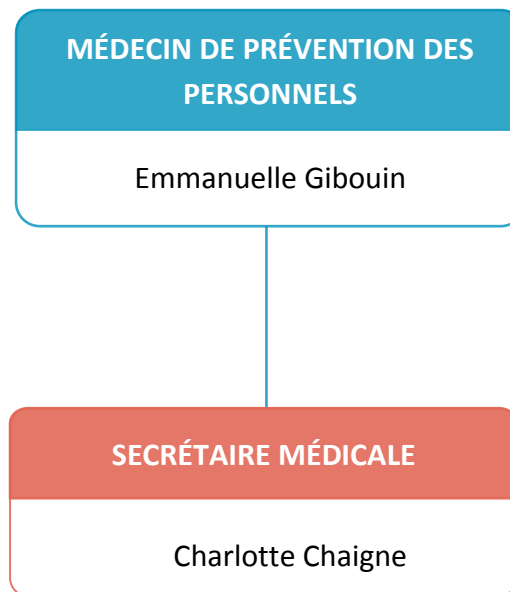 MÉDECIN DE PRÉVENTION DES
PERSONNELS
Emmanuelle Gibouin
SECRÉTAIRE MÉDICALE
Charlotte Chaigne